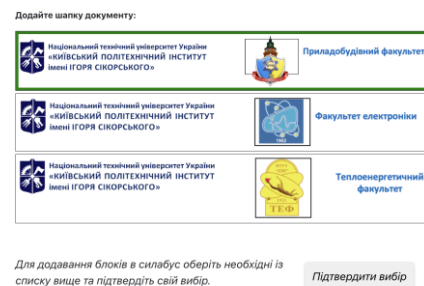 Додайте шапку документу:
Національний технічний університет України
«КИЇВСЬКИЙ ПОЛІТЕХНІЧНИЙ ІНСТИТУТ
імені ІГОРЯ СІКОРСЬКОГО»
Приладобудівний факультет
Національний технічний університет України
«КИЇВСЬКИЙ ПОЛІТЕХНІЧНИЙ ІНСТИТУТ
імені ІГОРЯ СІКОРСЬКОГО»
Факультет електроніки
Національний технічний університет України
«КИЇВСЬКИЙ ПОЛІТЕХНІЧНИЙ ІНСТИТУТ
імені ІГОРЯ СІКОРСЬКОГО»
ТЕФ
Теплоенергетичний
факультет
Для додавання блоків в силабус оберіть необхідні із
списку вище та підтвердіть свій вибір.
Підтвердити вибір